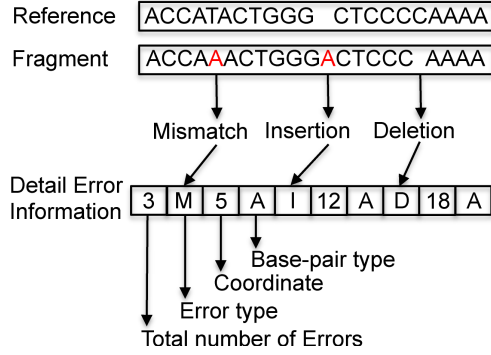 Reference ACCATACTGGG CTCCCCAAAA
Fragment ACCAAACTGGGACTCCC AAAA
Mismatch Insertion Deletion
Detail Error
Information
3 M 5 A I 12 A D 18 A
Base-pair type
Coordinate
Error type
Total number of Errors